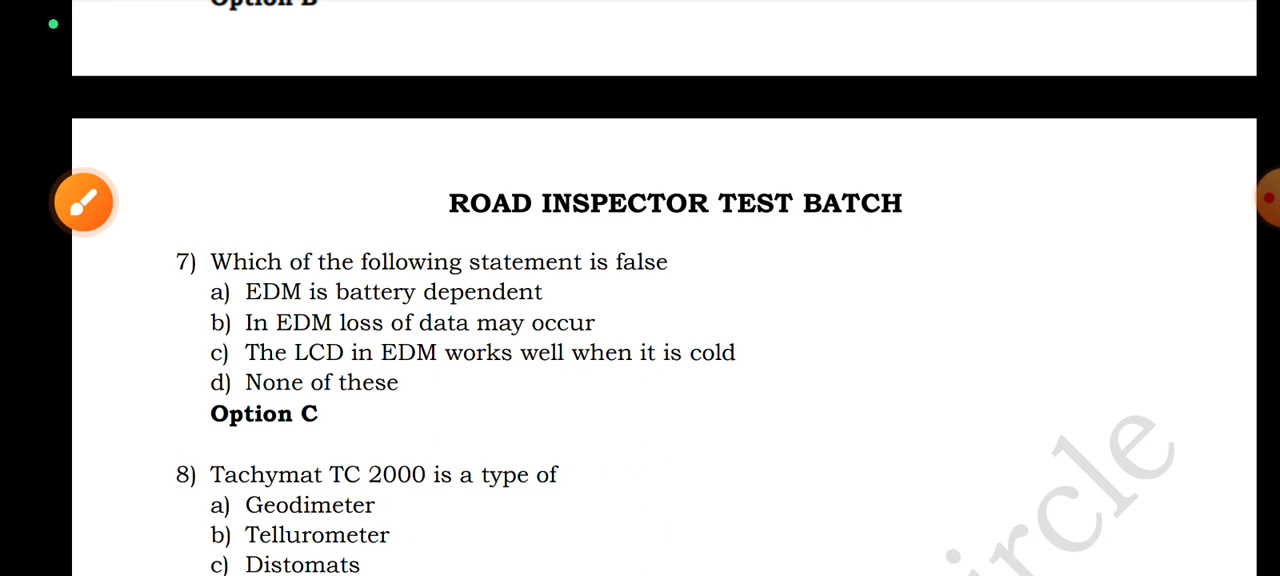 Option B
ROAD INSPECTOR TEST BATCH
7) Which of the following statement is false
a) EDM is battery dependent
b) In EDM loss of data may occur
c) The LCD in EDM works well when it is cold
d) None of these
Option C
8) Tachymat TC 2000 is a type of
a) Geodimeter
b) Tellurometer
c) Distomats
ircle